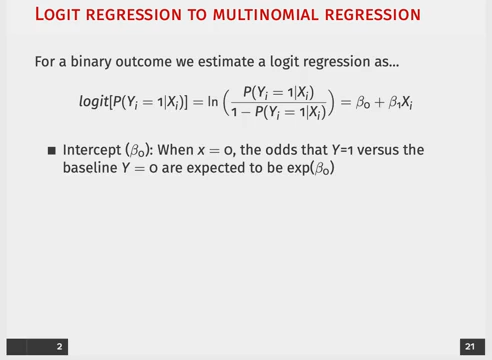 LOGIT REGRESSION TO MULTINOMIAL REGRESSION
For a binary outcome we estimate a logit regression as...
logit[P(Yᵢ = 1|Xᵢ)] = ln ( P(Yᵢ = 1|Xᵢ) / 1 − P(Yᵢ = 1|Xᵢ) ) = β₀ + β₁Xᵢ
■ Intercept (β₀): When x = 0, the odds that Y=1 versus the
baseline Y = 0 are expected to be exp(β₀)
2
21